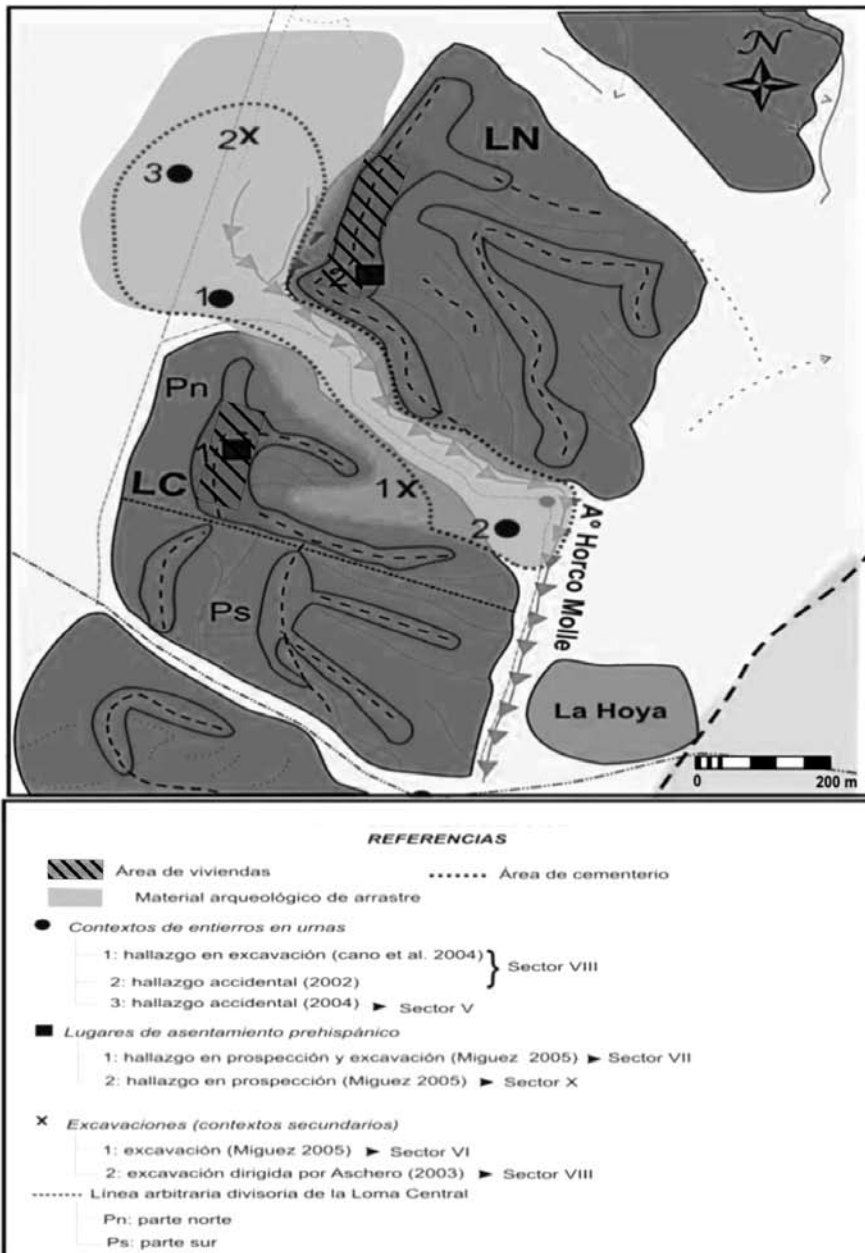 N
2x
LN
3
1
Pn
LC
1x
2
Ps
Aº Horco Molle
La Hoya
0 200 m
REFERENCIAS
Área de viviendas
Área de cementerio
Material arqueológico de arrastre
Contextos de entierros en urnas
1: hallazgo en excavación (cano et al. 2004)
2: hallazgo accidental (2002)
Sector VIII
3: hallazgo accidental (2004) ► Sector V
Lugares de asentamiento prehispánico
1: hallazgo en prospección y excavación (Miguez 2005) ► Sector VII
2: hallazgo en prospección (Miguez 2005) ► Sector X
x Excavaciones (contextos secundarios)
1: excavación (Míguez 2005) ► Sector VI
2: excavación dirigida por Aschero (2003) ► Sector VIII
Línea arbitraria divisoria de la Loma Central
Pn: parte norte
Ps: parte sur